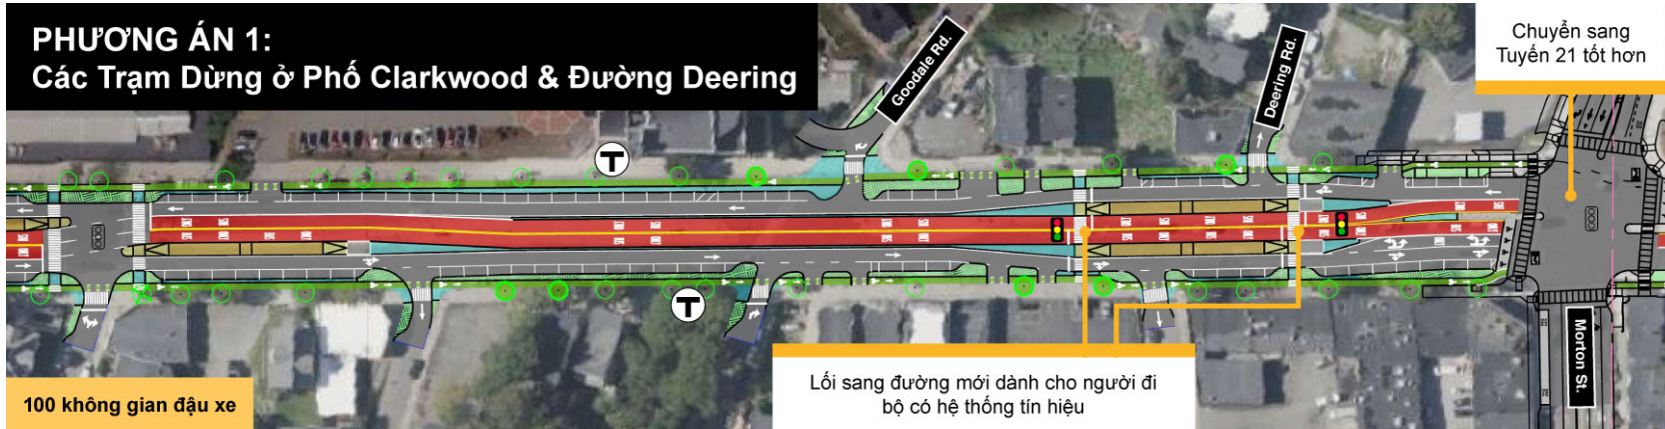 PHƯƠNG ÁN 1:
Các Trạm Dừng ở Phố Clarkwood & Đường Deering
Goodale Rd.
Deering Rd.
Chuyển sang
Tuyến 21 tốt hơn
T
T
Morton St.
Lối sang đường mới dành cho người đi
bộ có hệ thống tín hiệu
100 không gian đậu xe